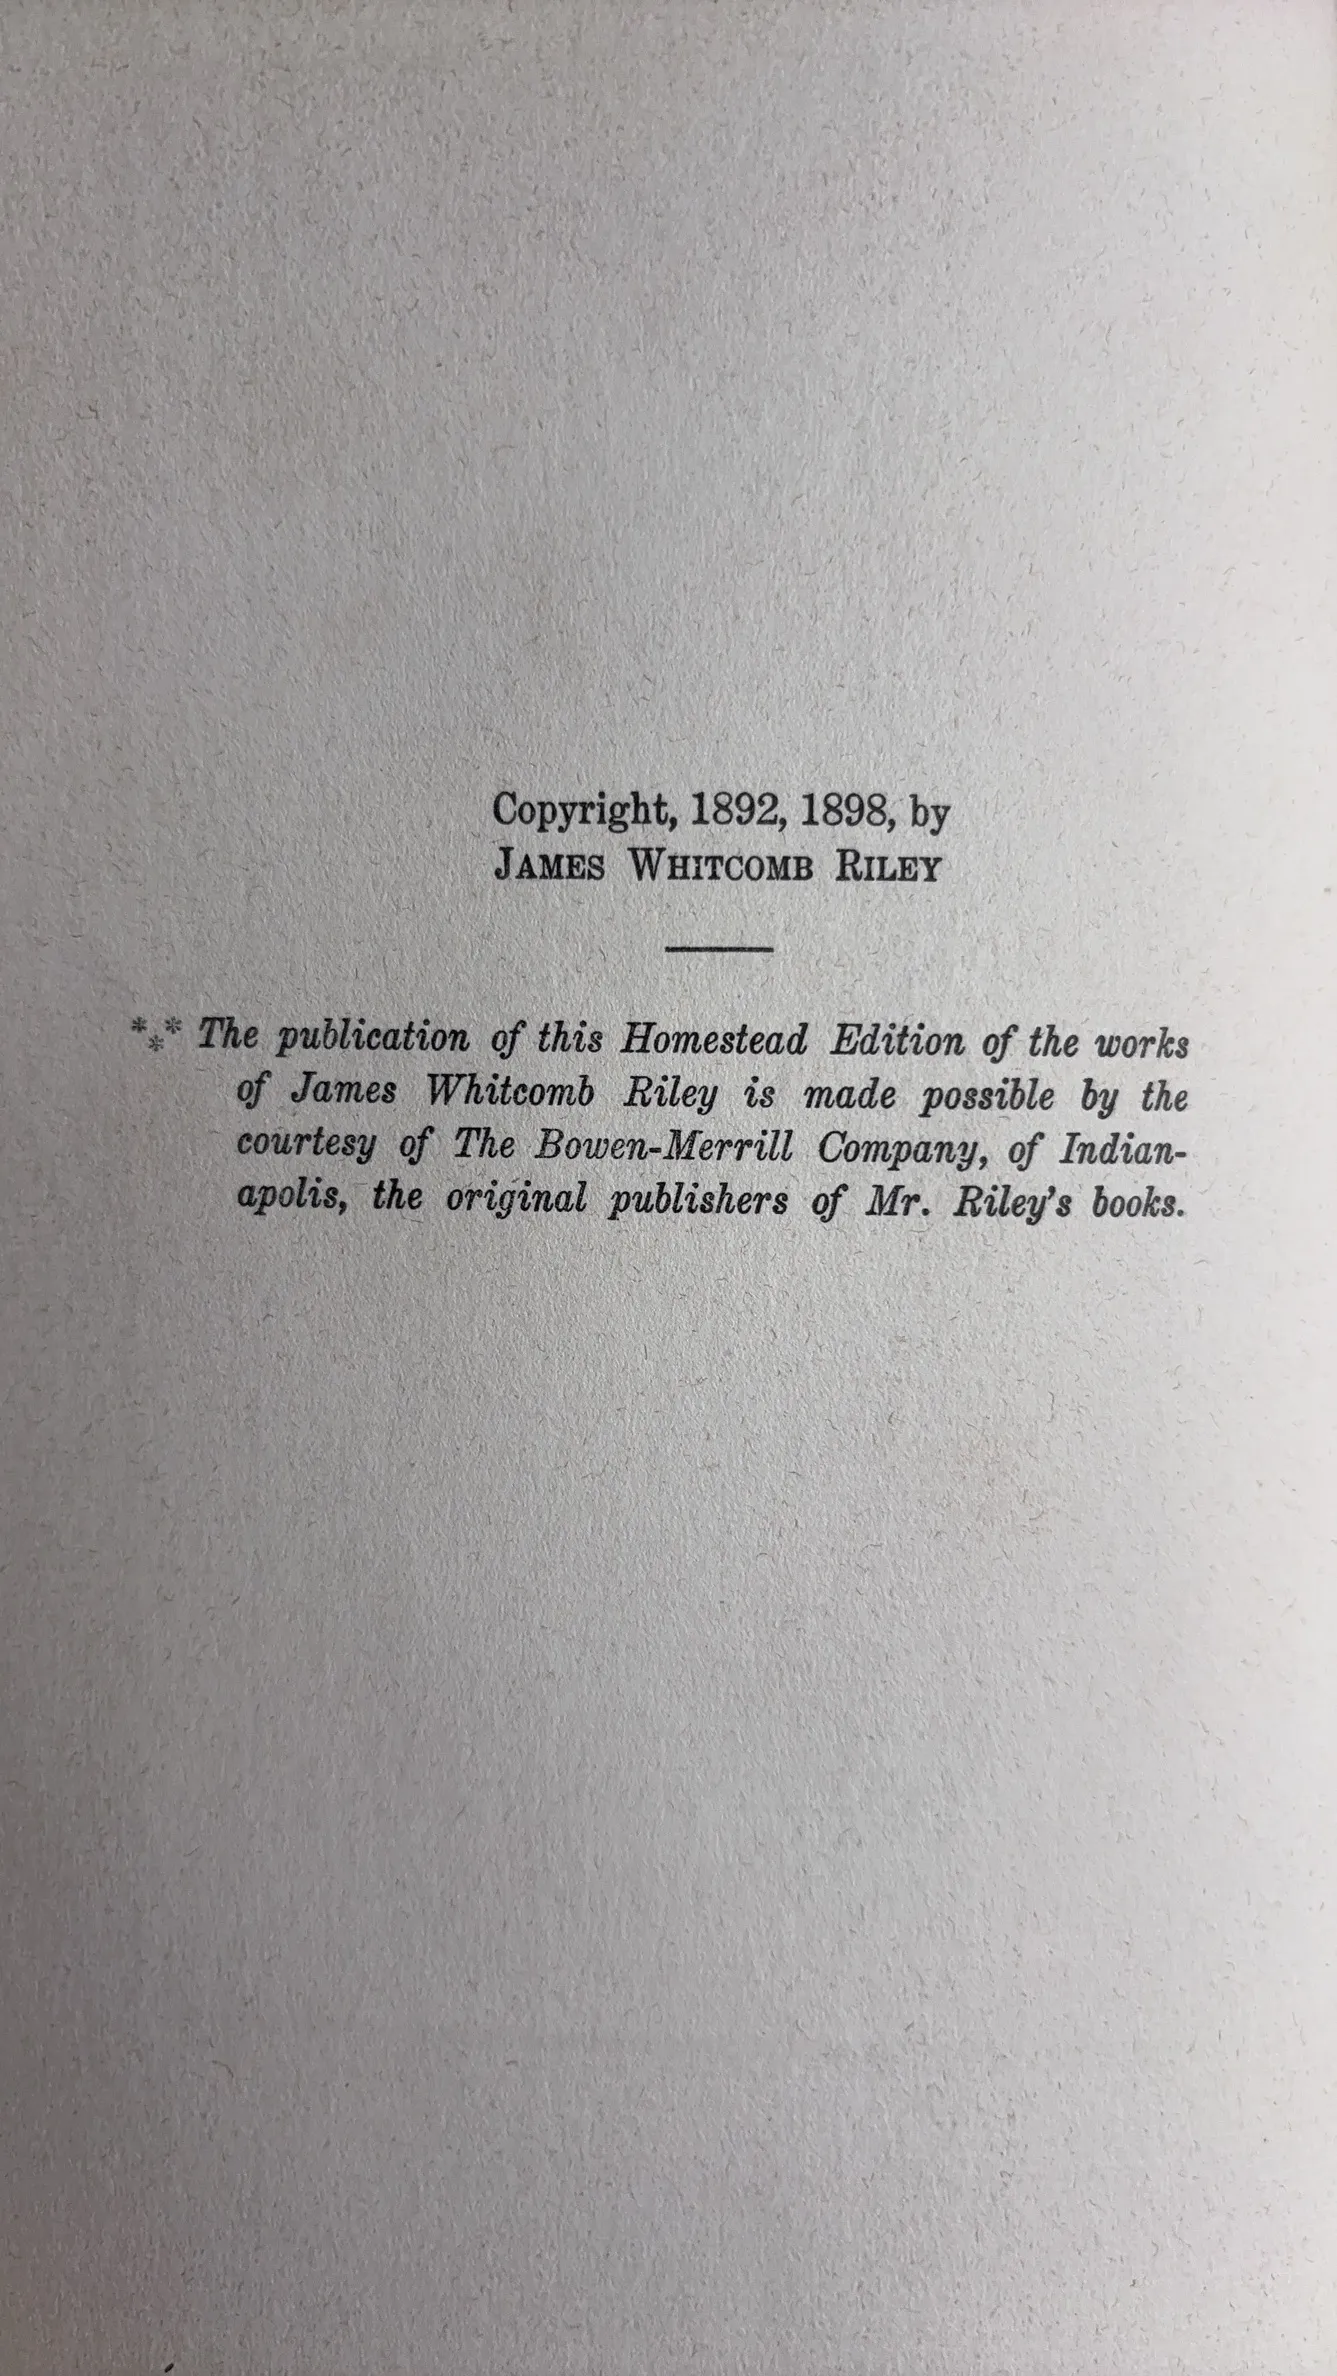 Copyright, 1892, 1898, by
JAMES WHITCOMB RILEY
*⁎* The publication of this Homestead Edition of the works
of James Whitcomb Riley is made possible by the
courtesy of The Bowen-Merrill Company, of Indian-
apolis, the original publishers of Mr. Riley's books.